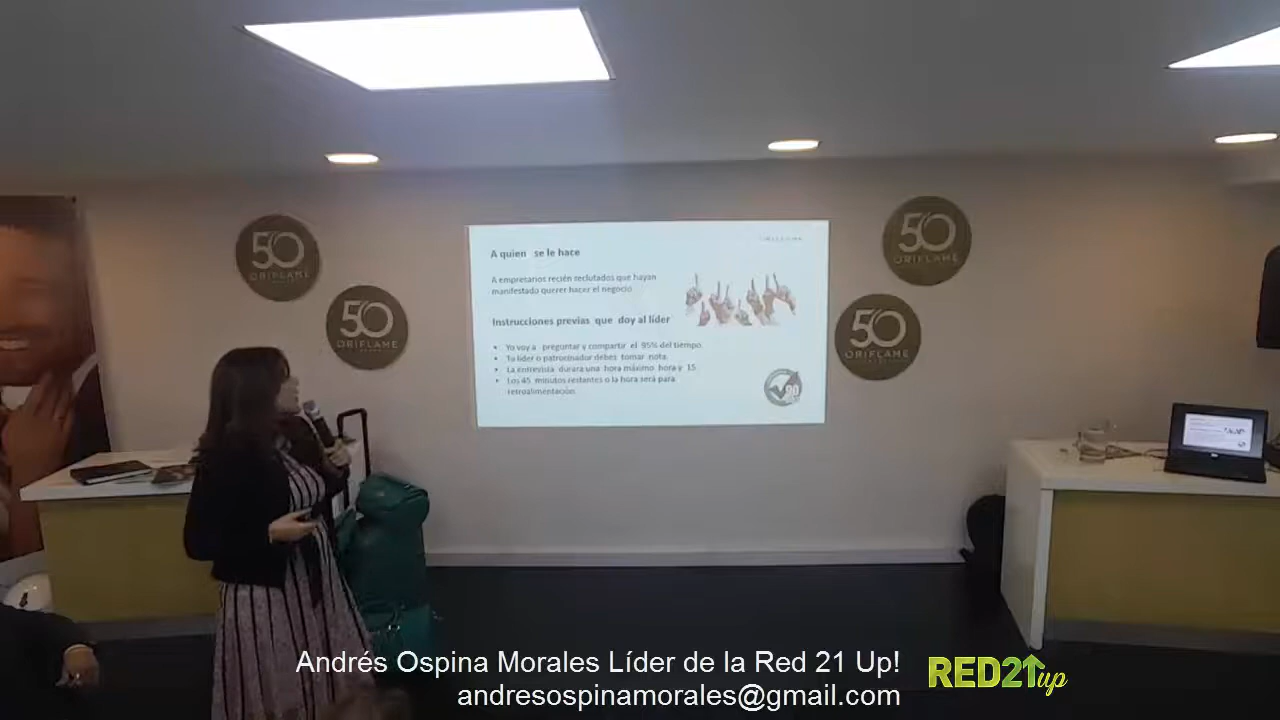 50
ORIFLAME
50
ORIFLAME
A quien se le hace
A empresarios recién reclutados que hayan
manifestado querer hacer el negocio
Instrucciones previas que doy al líder
• Yo voy a preguntar y compartir el 95% del tiempo.
• Tu líder o patrocinador debes tomar nota.
• La entrevista durara una hora máximo hora y 15
• Los 45 minutos restantes o la hora será para
retroalimentación.
90
50
ORIFLAME
50
ORIFLAME
Andrés Ospina Morales Líder de la Red 21 Up!
andresospinamorales@gmail.com
RED21up